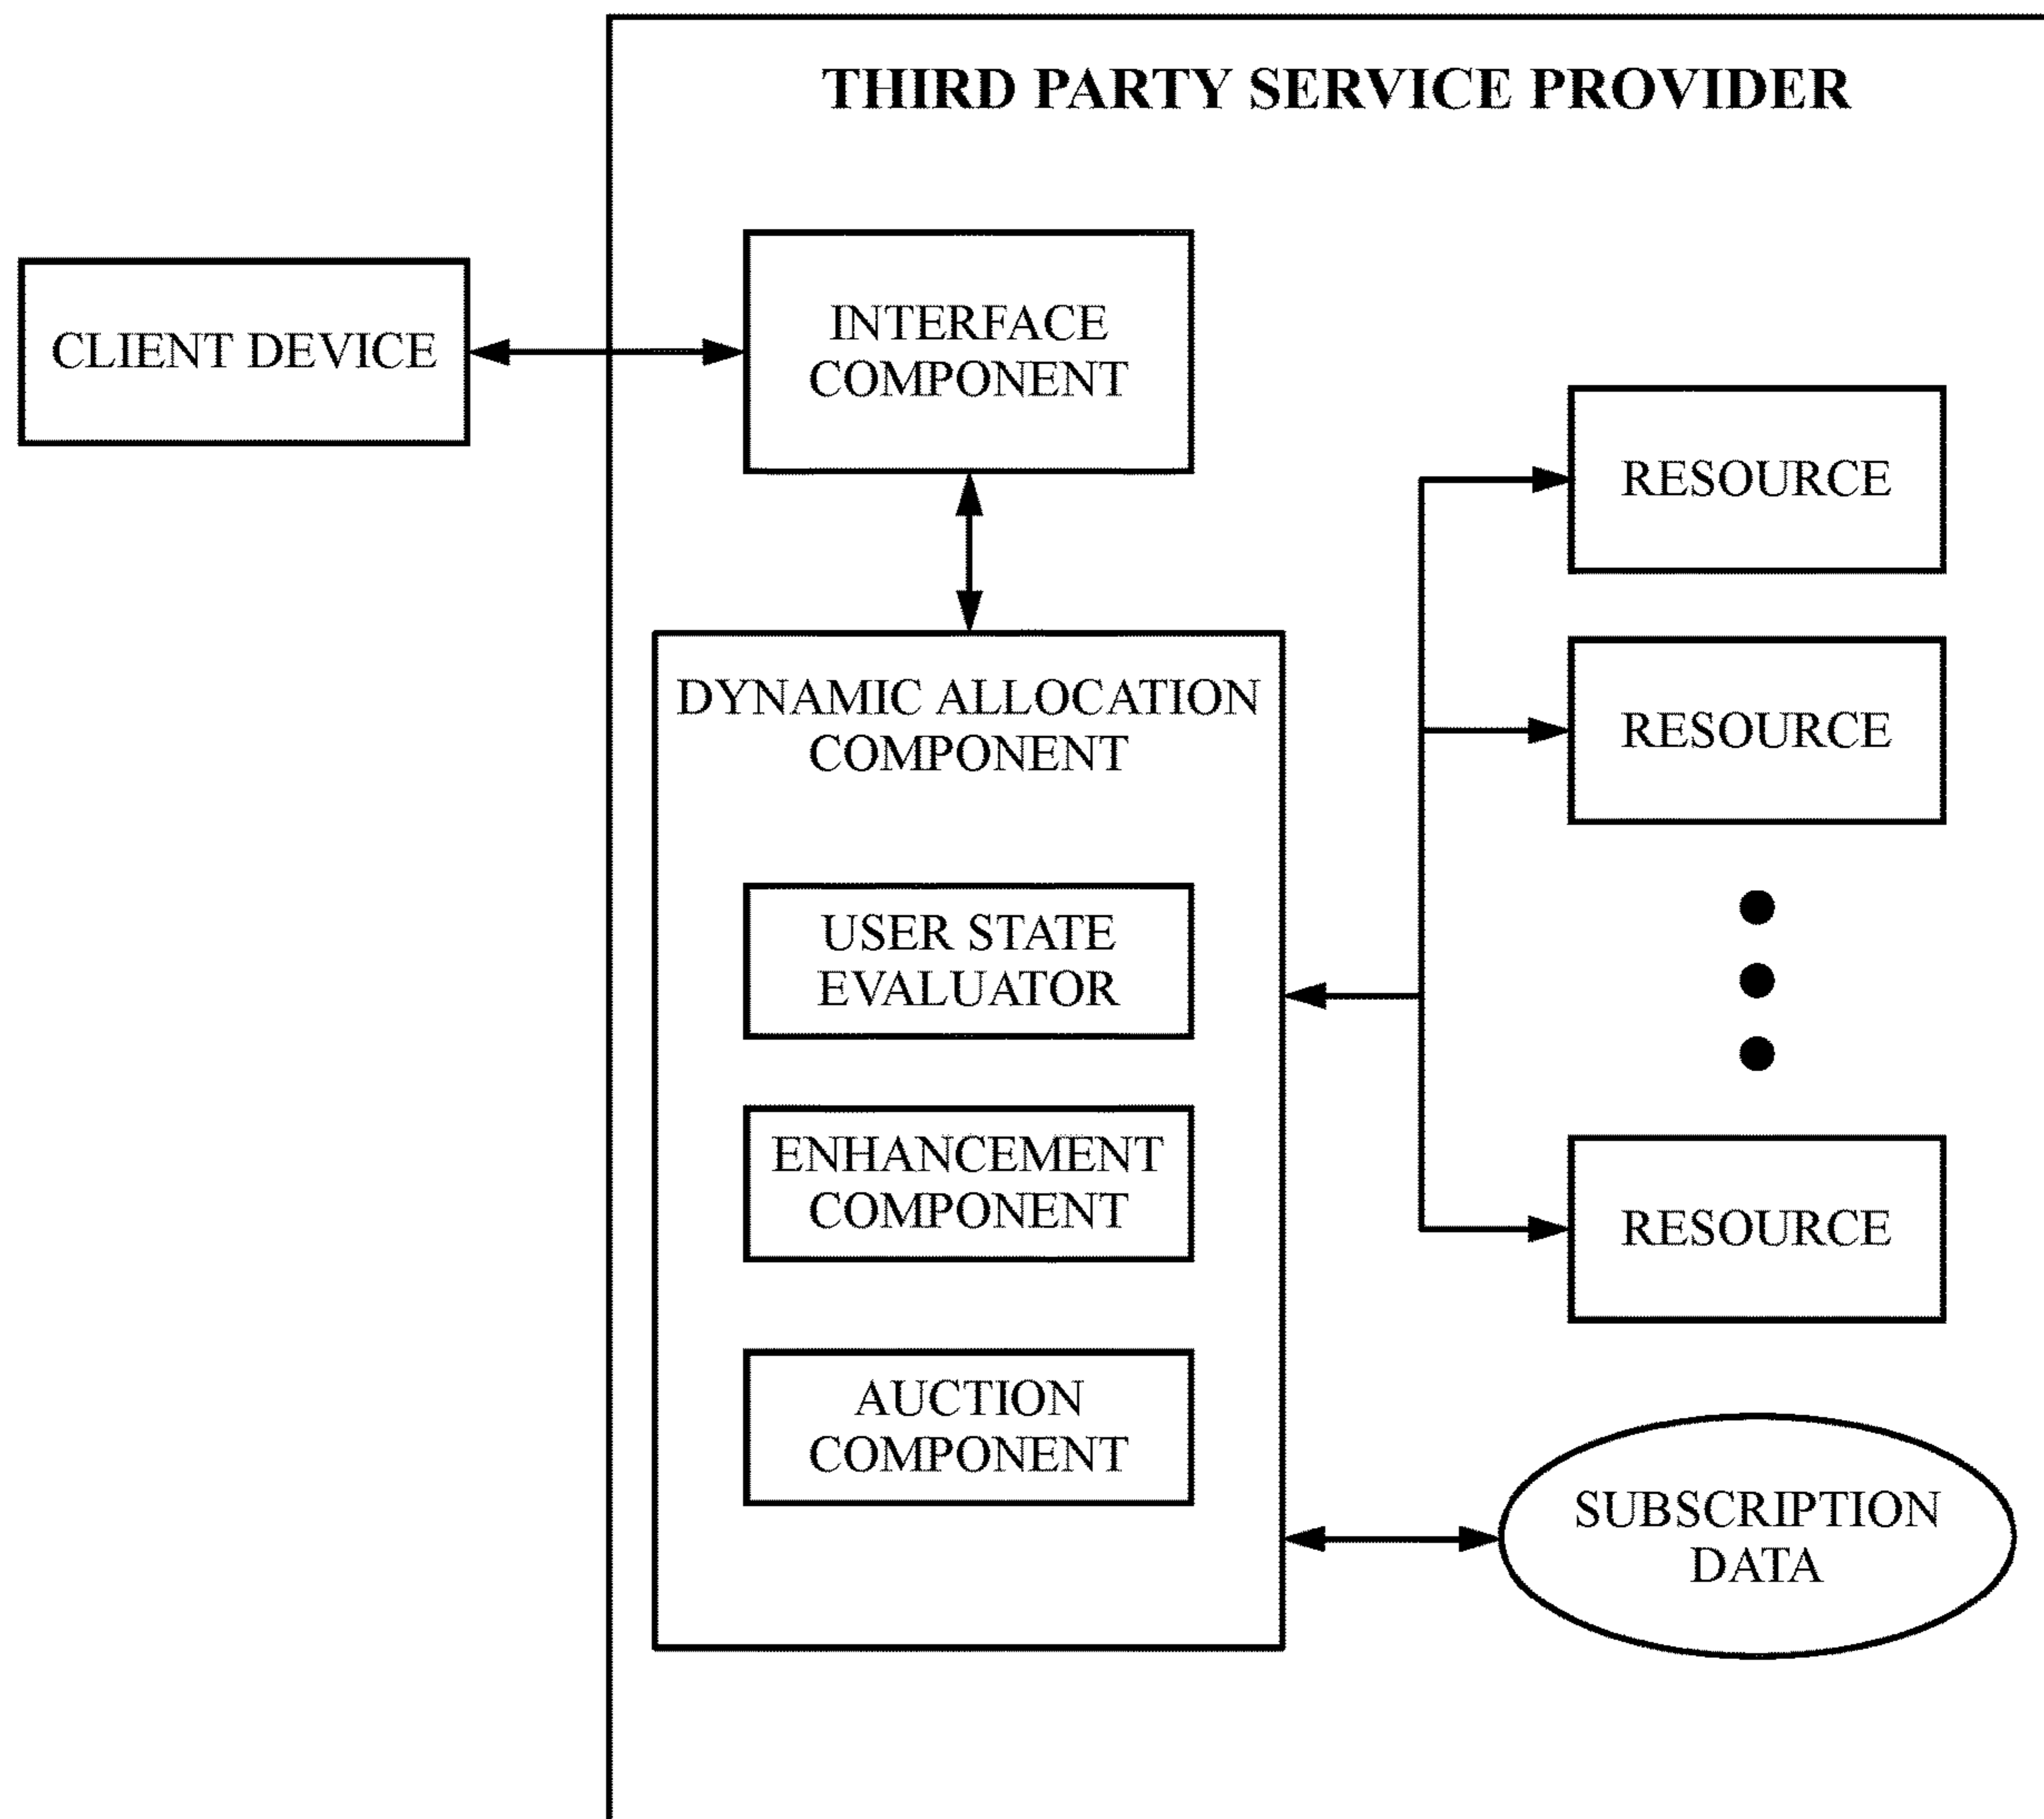 THIRD PARTY SERVICE PROVIDER
CLIENT DEVICE
INTERFACE
COMPONENT
DYNAMIC ALLOCATION
COMPONENT
USER STATE
EVALUATOR
ENHANCEMENT
COMPONENT
AUCTION
COMPONENT
RESOURCE
RESOURCE
RESOURCE
SUBSCRIPTION
DATA